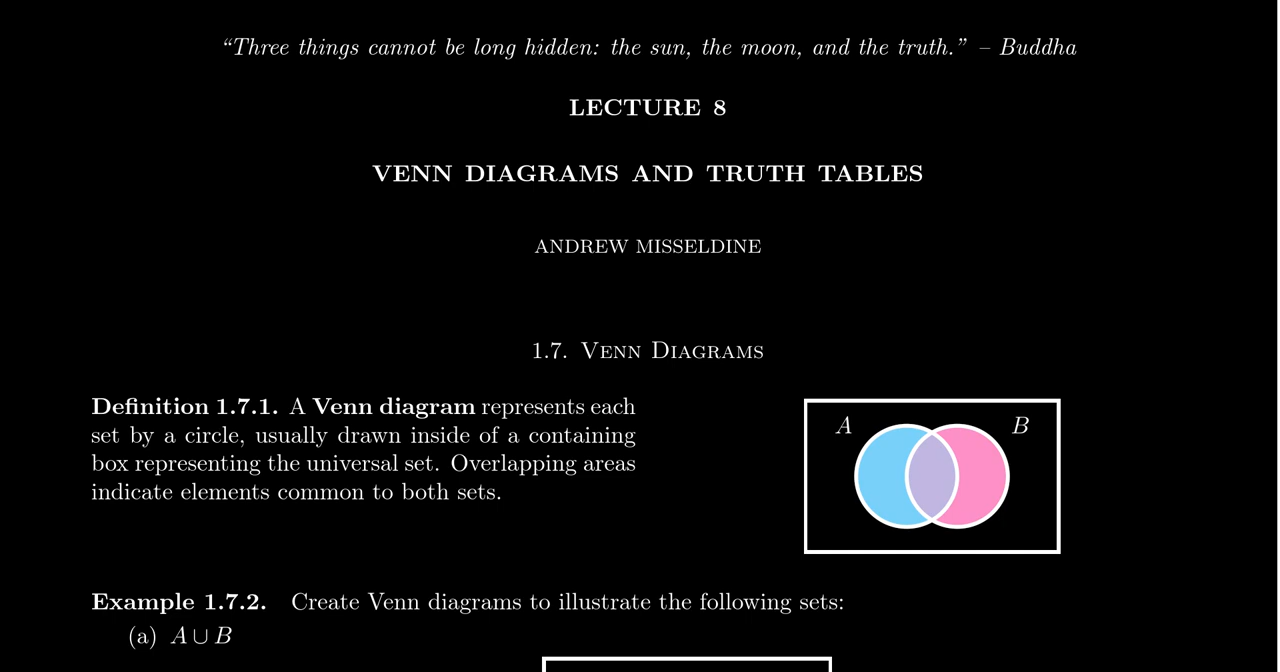 “Three things cannot be long hidden: the sun, the moon, and the truth.” – Buddha
LECTURE 8
VENN DIAGRAMS AND TRUTH TABLES
ANDREW MISSELDINE
1.7. Venn Diagrams
Definition 1.7.1. A Venn diagram represents each
set by a circle, usually drawn inside of a containing
box representing the universal set. Overlapping areas
indicate elements common to both sets.
A
B
Example 1.7.2. Create Venn diagrams to illustrate the following sets:
(a) A ∪ B